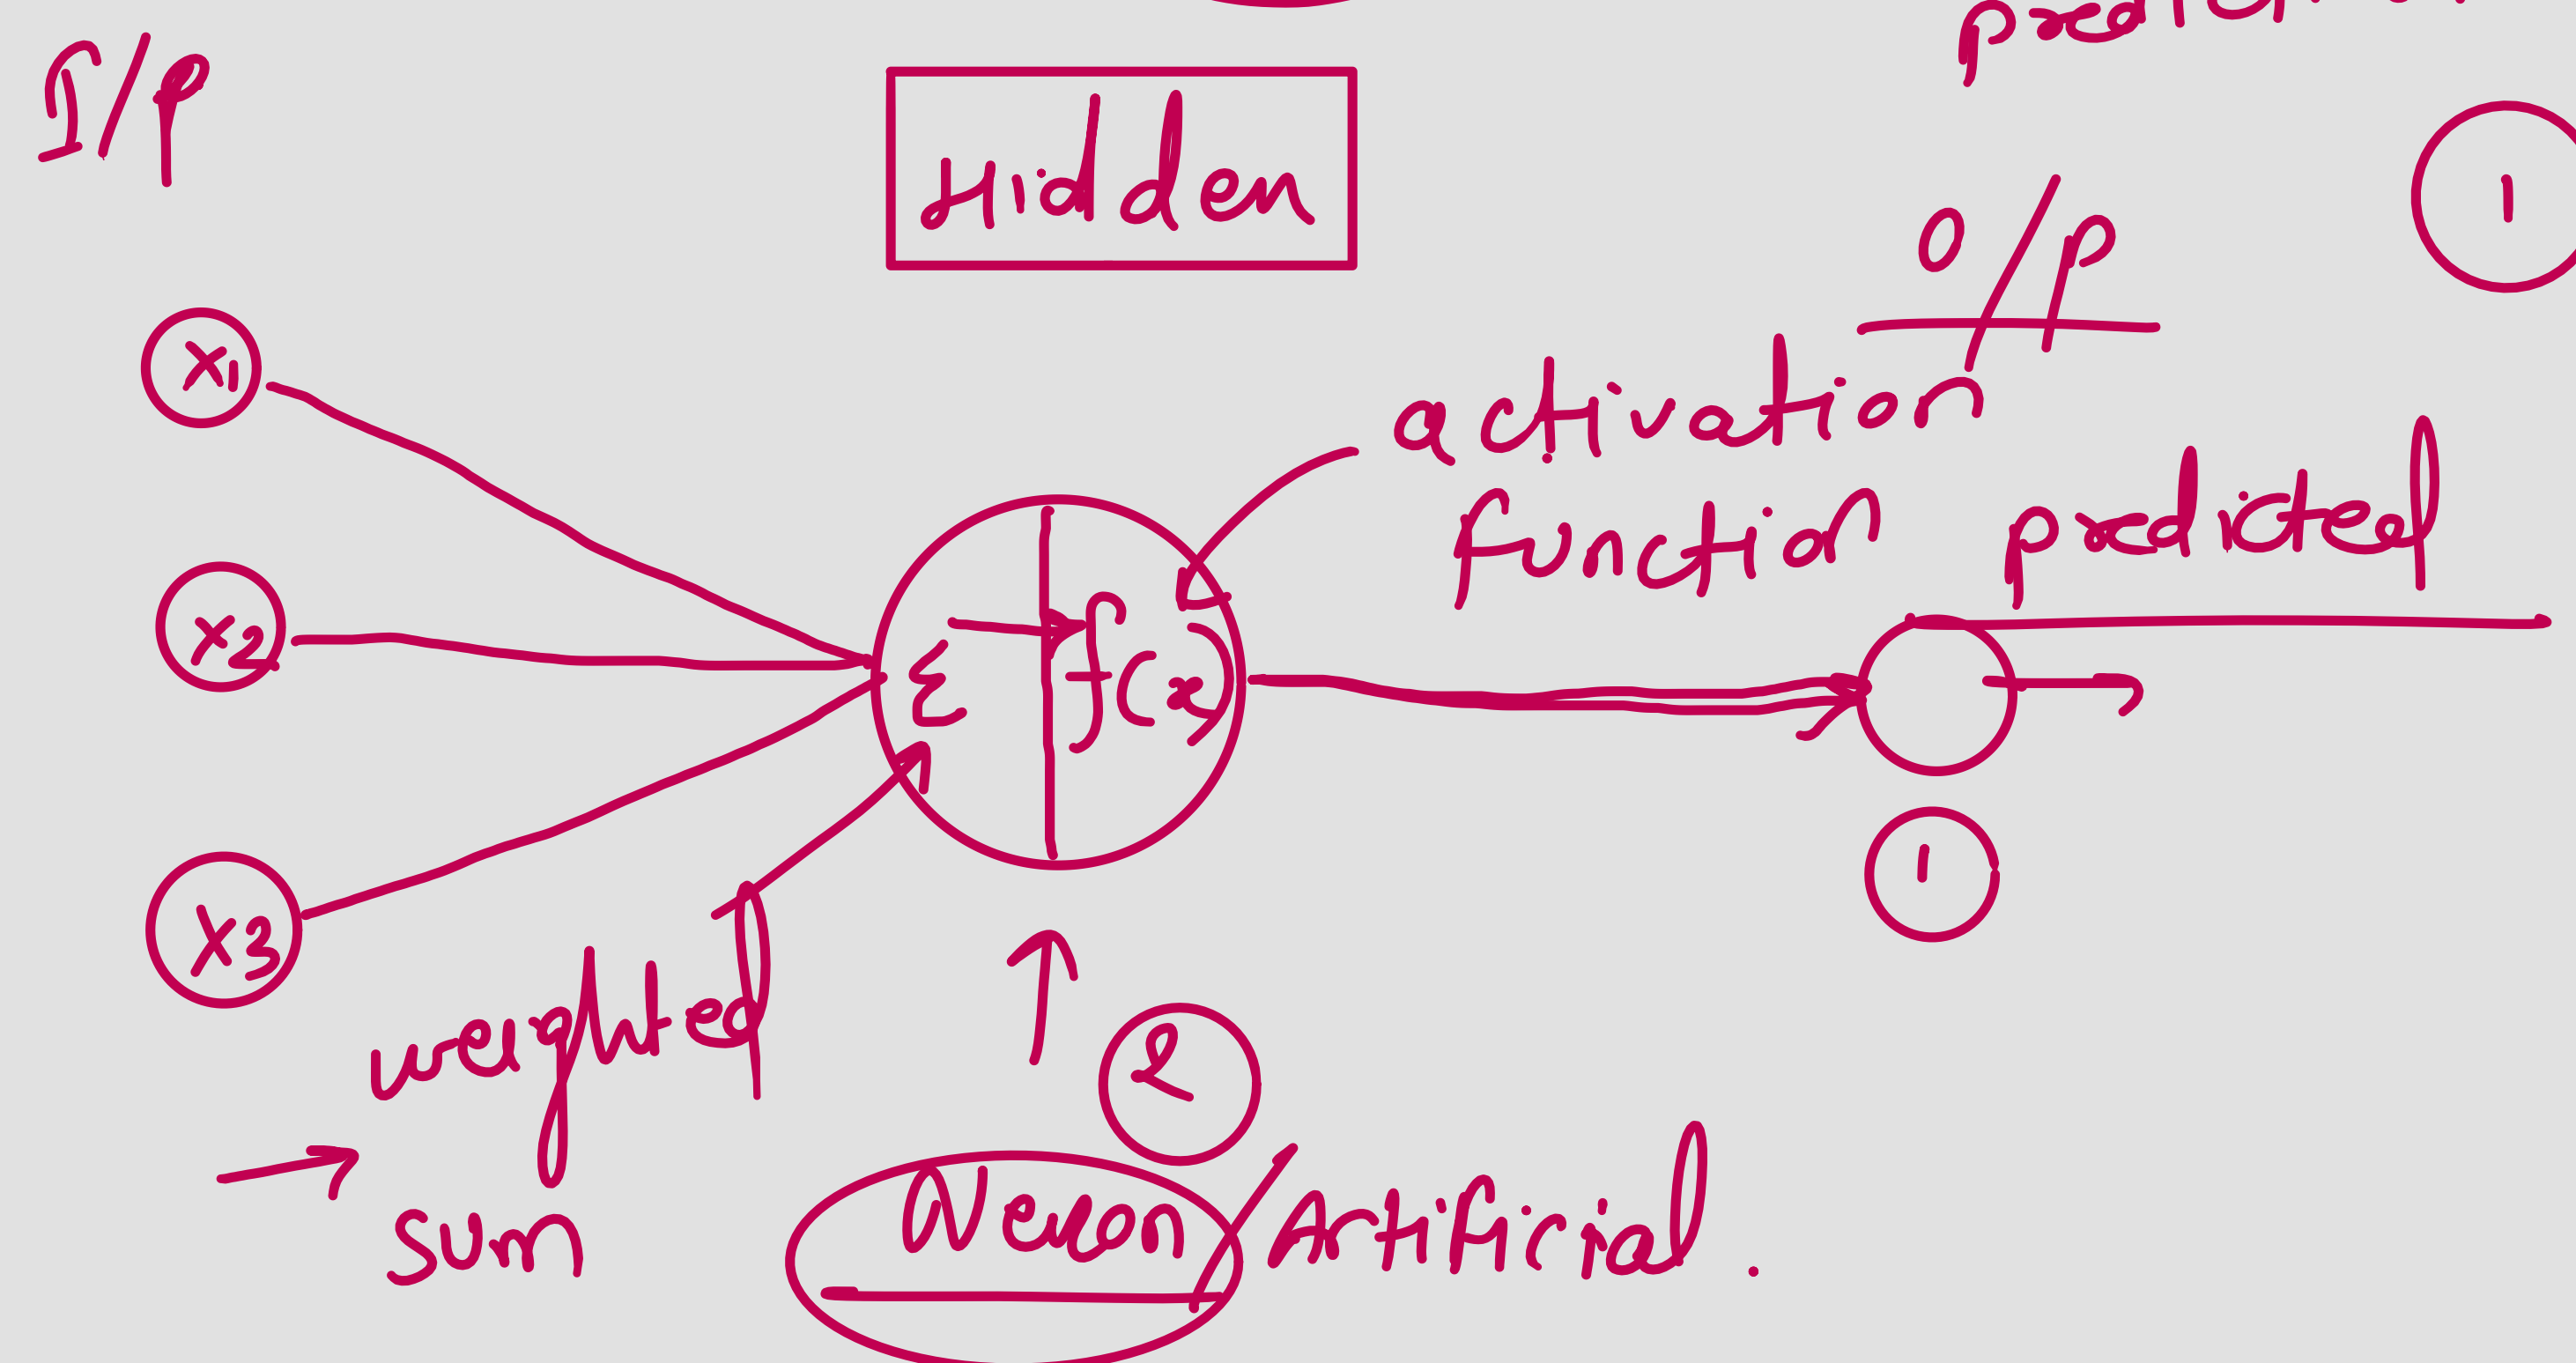 I/p
Hidden
1
O/p
x1
activation
function
predicted
x2
Σ f(x)
1
x3
weighted
sum
2
Neuron/Artificial.